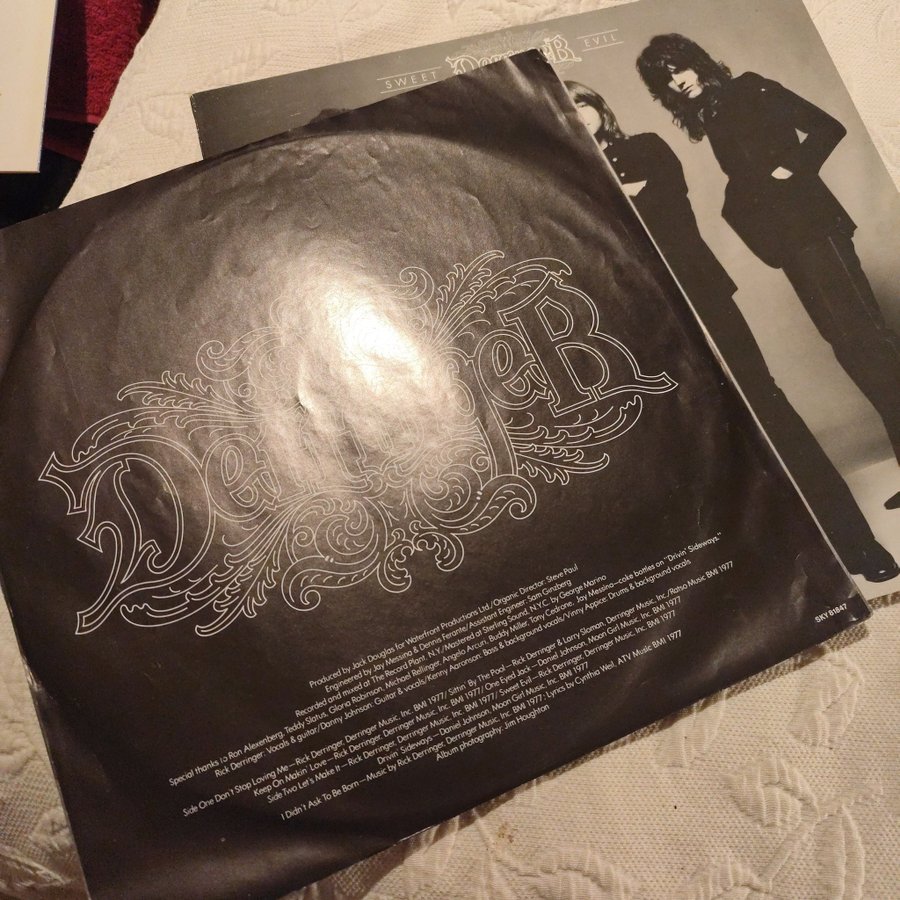 SWEET Derringer EVIL
Derringer
Produced by Jack Douglas for Waterfront Productions Ltd./Organic Director: Steve Paul
Engineered by Jay Messina & Dennis Ferante/Assistant Engineer: Sam Ginzberg
Recorded and mixed at The Record Plant, N.Y./Mastered at Sterling Sound, N.Y.C. by George Marino
Special thanks to Ron Alexenberg, Teddy Slatus, Gloria Robinson, Michael Rellinger, Angelo Arcuri, Buddy Miller, Tony Cedrone, Jay Messina—coke bottles on "Drivin' Sideways."
Rick Derringer: Vocals & guitar/Danny Johnson: Guitar & vocals/Kenny Aaronson: Bass & background vocals/Vinny Appice: Drums & background vocals
Side One Don't Stop Loving Me—Rick Derringer, Derringer Music, Inc. BMI 1977/Sittin' By The Pool—Rick Derringer & Larry Sloman, Derringer Music, Inc./Ratso Music BMI 1977
Keep On Makin' Love—Rick Derringer, Derringer Music, Inc. BMI 1977/One Eyed Jack—Daniel Johnson, Moon Girl Music, Inc. BMI 1977
Side Two Let's Make It—Rick Derringer, Derringer Music, Inc. BMI 1977/Sweet Evil—Rick Derringer, Derringer Music, Inc. BMI 1977
Drivin' Sideways—Daniel Johnson, Moon Girl Music, Inc. BMI 1977
I Didn't Ask To Be Born—Music by Rick Derringer, Derringer Music, Inc. BMI 1977; Lyrics by Cynthia Weil, ATV Music BMI 1977
Album photography: Jim Houghton
SKY 81847